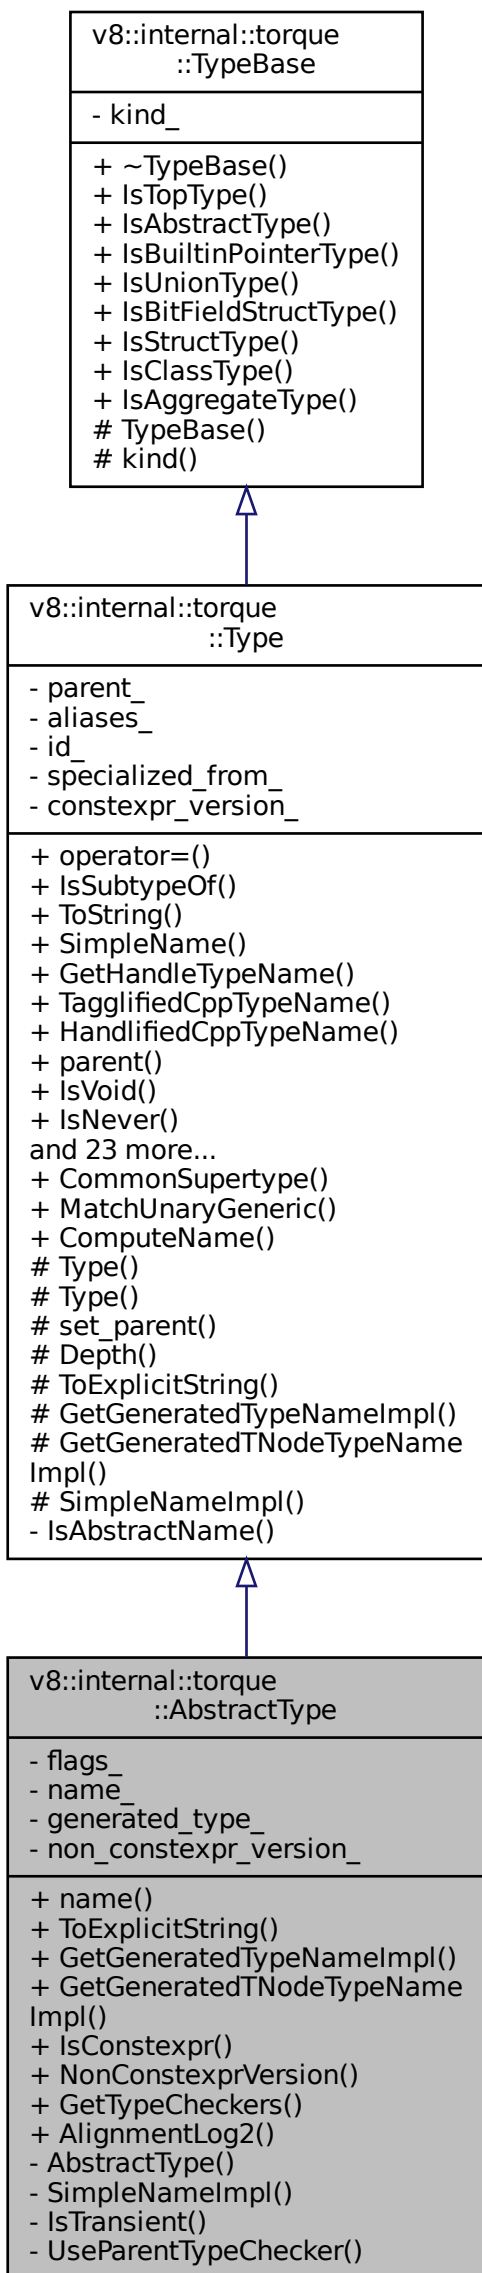 v8::internal::torque
::TypeBase
- kind_
+ ~TypeBase()
+ IsTopType()
+ IsAbstractType()
+ IsBuiltinPointerType()
+ IsUnionType()
+ IsBitFieldStructType()
+ IsStructType()
+ IsClassType()
+ IsAggregateType()
# TypeBase()
# kind()
v8::internal::torque
::Type
- parent_
- aliases_
- id_
- specialized_from_
- constexpr_version_
+ operator=()
+ IsSubtypeOf()
+ ToString()
+ SimpleName()
+ GetHandleTypeName()
+ TagglifiedCppTypeName()
+ HandlifiedCppTypeName()
+ parent()
+ IsVoid()
+ IsNever()
and 23 more...
+ CommonSupertype()
+ MatchUnaryGeneric()
+ ComputeName()
# Type()
# Type()
# set_parent()
# Depth()
# ToExplicitString()
# GetGeneratedTypeNameImpl()
# GetGeneratedTNodeTypeName
Impl()
# SimpleNameImpl()
- IsAbstractName()
v8::internal::torque
::AbstractType
- flags_
- name_
- generated_type_
- non_constexpr_version_
+ name()
+ ToExplicitString()
+ GetGeneratedTypeNameImpl()
+ GetGeneratedTNodeTypeName
Impl()
+ IsConstexpr()
+ NonConstexprVersion()
+ GetTypeCheckers()
+ AlignmentLog2()
- AbstractType()
- SimpleNameImpl()
- IsTransient()
- UseParentTypeChecker()